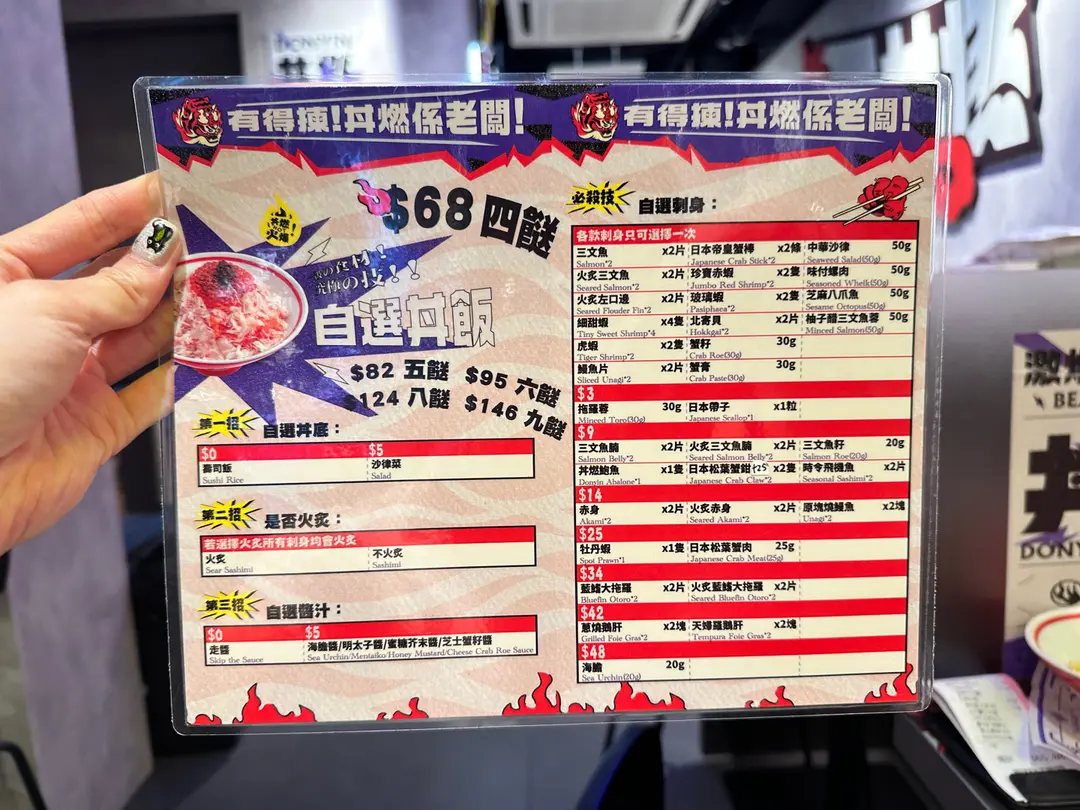 有得揀!丼燃係老闆!
有得揀!丼燃係老闆!
丼燃
火爆
$68 四餸
究極の技!!
自選丼飯
$82 五餸 $95 六餸
124 八餸 $146 九餸
第一招 自選丼底:
$0 $5
壽司飯 沙律菜
Sushi Rice Salad
第二招 是否火炙:
若選擇火炙所有刺身均會火炙
火炙 不火炙
Sear Sashimi Sashimi
第三招 自選醬汁:
$0 $5
走醬 海膽醬/明太子醬/蜜糖芥末醬/芝士蟹籽醬
Skip the Sauce Sea Urchin/Mentaiko/Honey Mustard/Cheese Crab Roe Sauce
必殺技 自選刺身:
各款刺身只可選擇一次
三文魚 x2片 日本帝皇蟹棒 x2條 中華沙律 50g
Salmon*2 Japanese Crab Stick*2 Seaweed Salad(50g)
火炙三文魚 x2片 珍寶赤蝦 x2隻 味付螺肉 50g
Seared Salmon*2 Jumbo Red Shrimp*2 Seasoned Whelk(50g)
火炙左口邊 x2片 玻璃蝦 x2隻 芝麻八爪魚 50g
Seared Flouder Fin*2 Pasiphaea*2 Sesame Octopus(50g)
細甜蝦 x4隻 北寄貝 x2片 柚子醋三文魚蓉 50g
Tiny Sweet Shrimp*4 Hokkgai*2 Minced Salmon(50g)
虎蝦 x2隻 蟹籽 30g
Tiger Shrimp*2 Crab Roe(30g)
鰻魚片 x2片 蟹膏 30g
Sliced Unagi*2 Crab Paste(30g)
$3
拖羅蓉 30g 日本帶子 x1粒
Minced Toro(30g) Japanese Scallop*1
$9
三文魚腩 x2片 火炙三文魚腩 x2片 三文魚籽 20g
Salmon Belly*2 Seared Salmon Belly*2 Salmon Roe(20g)
丼燃鮑魚 x1隻 日本松葉蟹鉗 +25 x2隻 時令飛機魚 x2片
Donyin Abalone*1 Japanese Crab Claw*2 Seasonal Sashimi*2
$14
赤身 x2片 火炙赤身 x2片 原塊燒鰻魚 x2塊
Akami*2 Seared Akami*2 Unagi*2
$25
牡丹蝦 x1隻 日本松葉蟹肉 25g
Spot Prawn*1 Japanese Crab Meat(25g)
$34
藍鰭大拖羅 x2片 火炙藍鰭大拖羅 x2片
Bluefin Otoro*2 Seared Bluefin Otoro*2
$42
蔥燒鵝肝 x2塊 天婦羅鵝肝 x2塊
Grilled Foie Gras*2 Tempura Foie Gras*2
$48
海膽 20g
Sea Urchin(20g)
激燃
BEA
丼
DONY